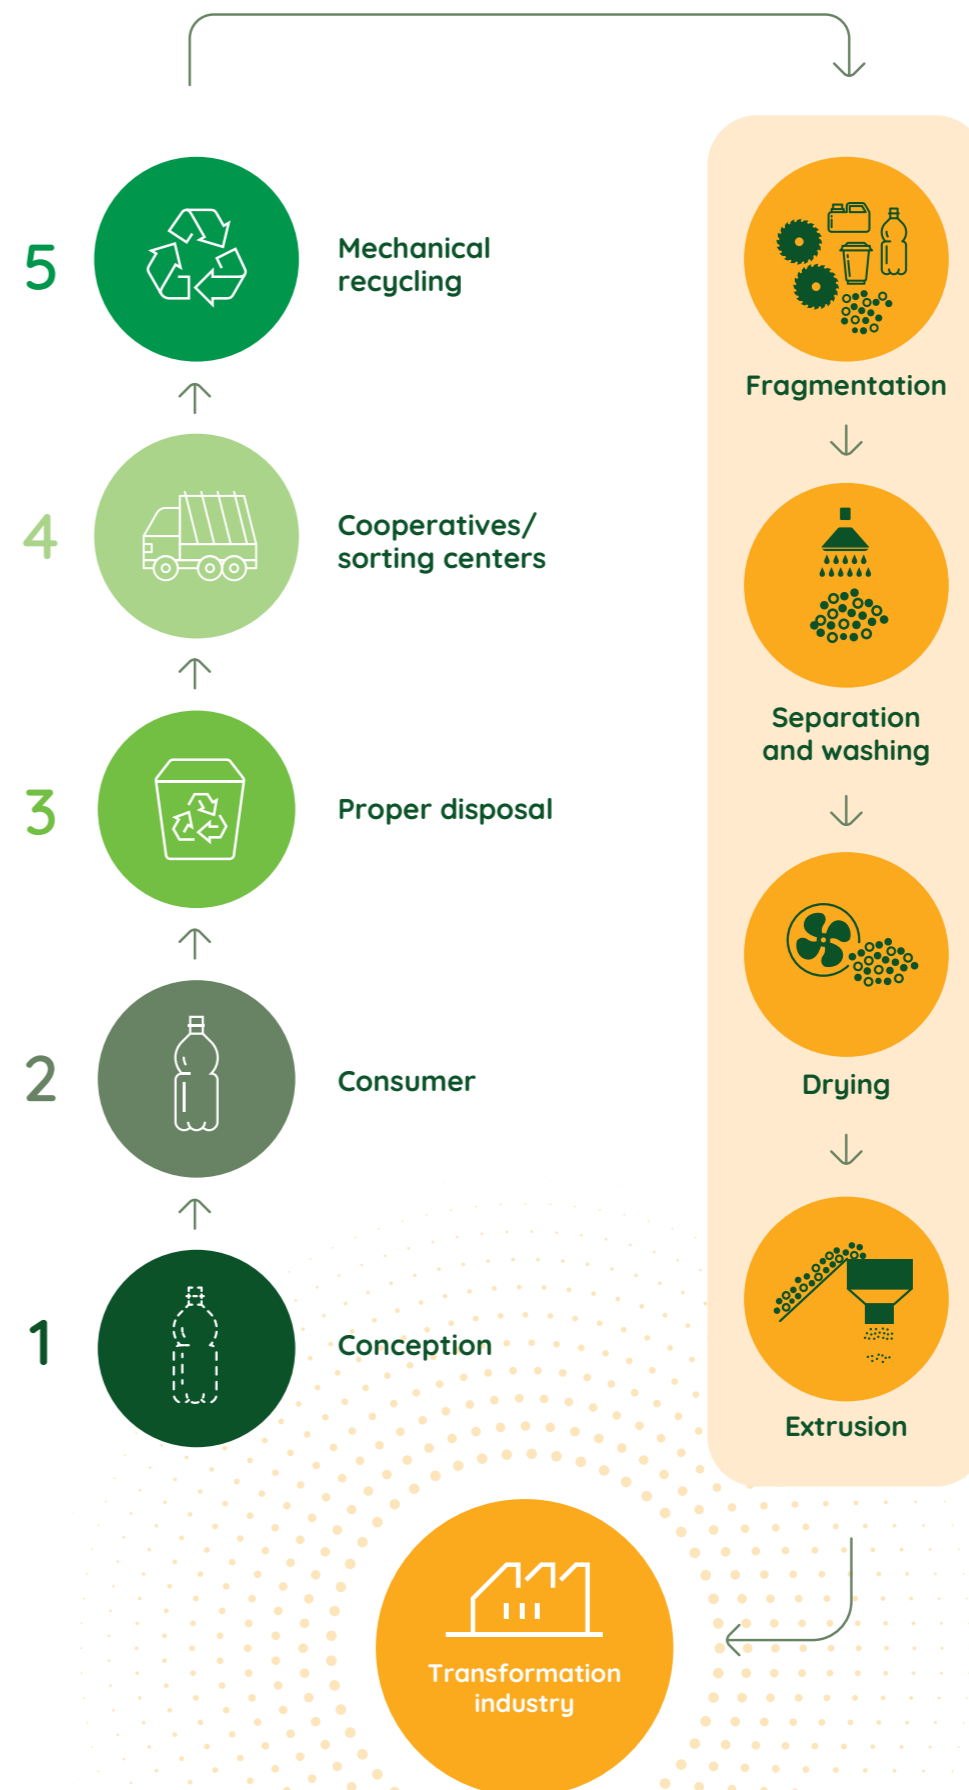 5
Mechanical
recycling
4
Cooperatives/
sorting centers
3
Proper disposal
2
Consumer
1
Conception
Fragmentation
Separation
and washing
Drying
Extrusion
Transformation
industry